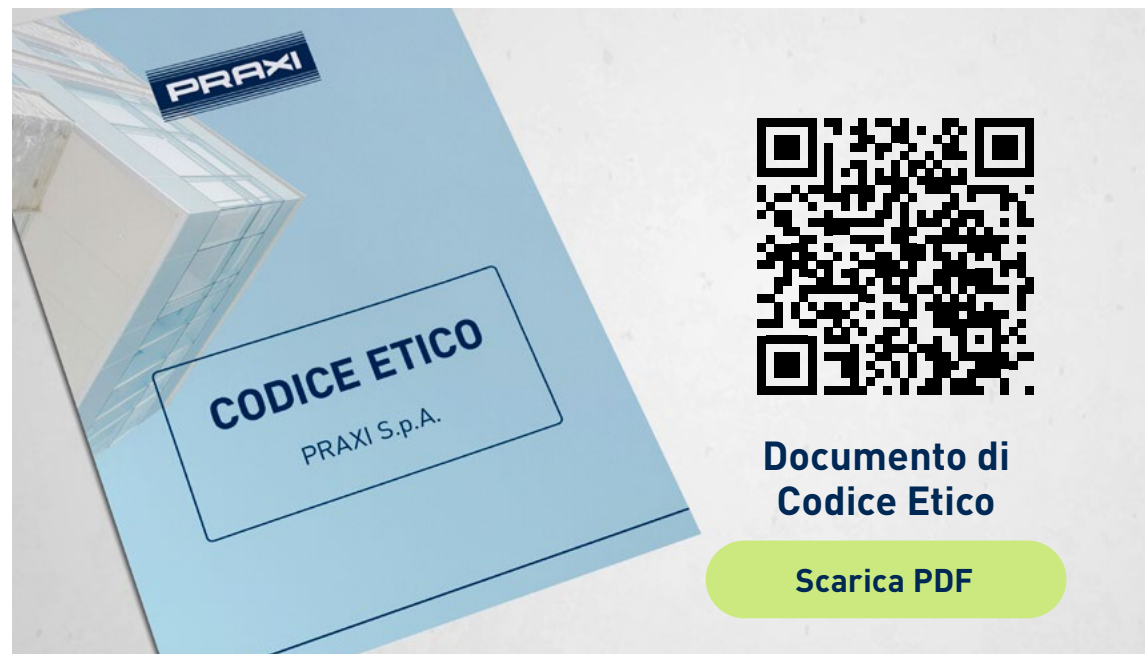 PRAXI
CODICE ETICO
PRAXI S.p.A.
Documento di
Codice Etico
Scarica PDF